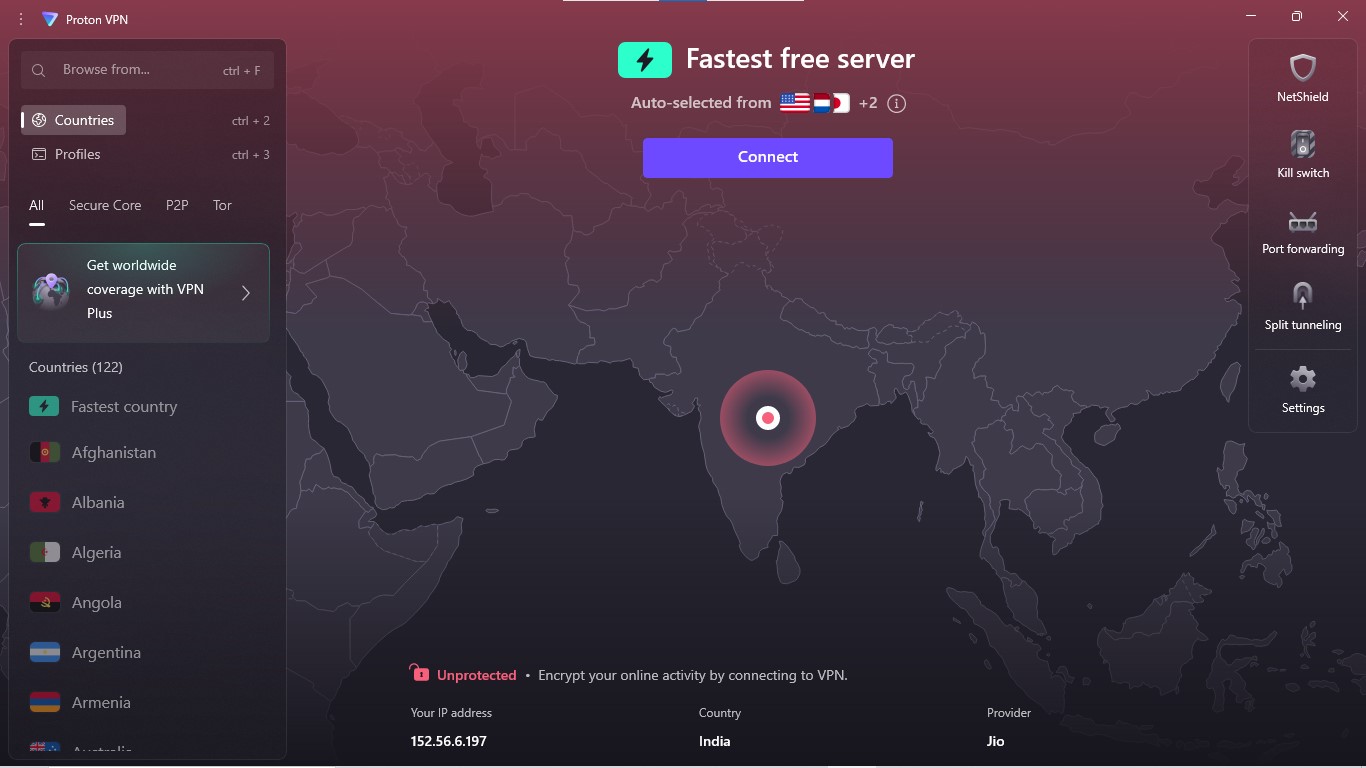 Proton VPN
Browse from...
ctrl + F
Countries
ctrl + 2
Profiles
ctrl + 3
All
Secure Core
P2P
Tor
Get worldwide
coverage with VPN
Plus
Countries (122)
Fastest country
Afghanistan
Albania
Algeria
Angola
Argentina
Armenia
Australia
Fastest free server
Auto-selected from +2
Connect
Unprotected • Encrypt your online activity by connecting to VPN.
Your IP address
Country
Provider
152.56.6.197
India
Jio
NetShield
Kill switch
Port forwarding
Split tunneling
Settings